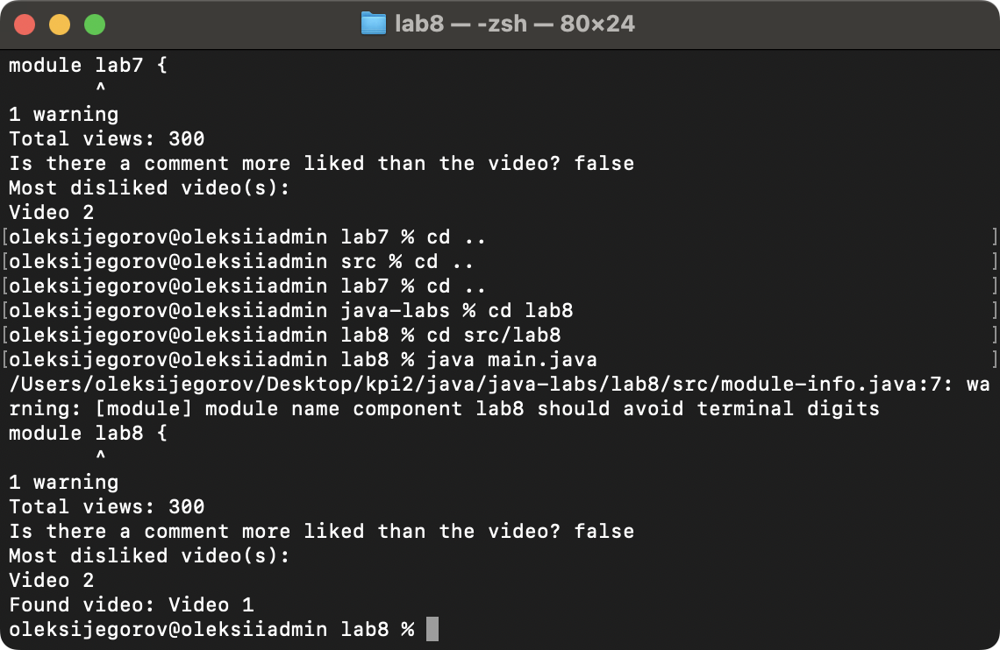 lab8 — -zsh — 80×24
module lab7 {
       ^
1 warning
Total views: 300
Is there a comment more liked than the video? false
Most disliked video(s):
Video 2
[oleksijegorov@oleksiiadmin lab7 % cd ..                                         ]
[oleksijegorov@oleksiiadmin src % cd ..                                          ]
[oleksijegorov@oleksiiadmin lab7 % cd ..                                         ]
[oleksijegorov@oleksiiadmin java-labs % cd lab8                                  ]
[oleksijegorov@oleksiiadmin lab8 % cd src/lab8                                   ]
[oleksijegorov@oleksiiadmin lab8 % java main.java                                ]
/Users/oleksijegorov/Desktop/kpi2/java/java-labs/lab8/src/module-info.java:7: wa
rning: [module] module name component lab8 should avoid terminal digits
module lab8 {
       ^
1 warning
Total views: 300
Is there a comment more liked than the video? false
Most disliked video(s):
Video 2
Found video: Video 1
oleksijegorov@oleksiiadmin lab8 %